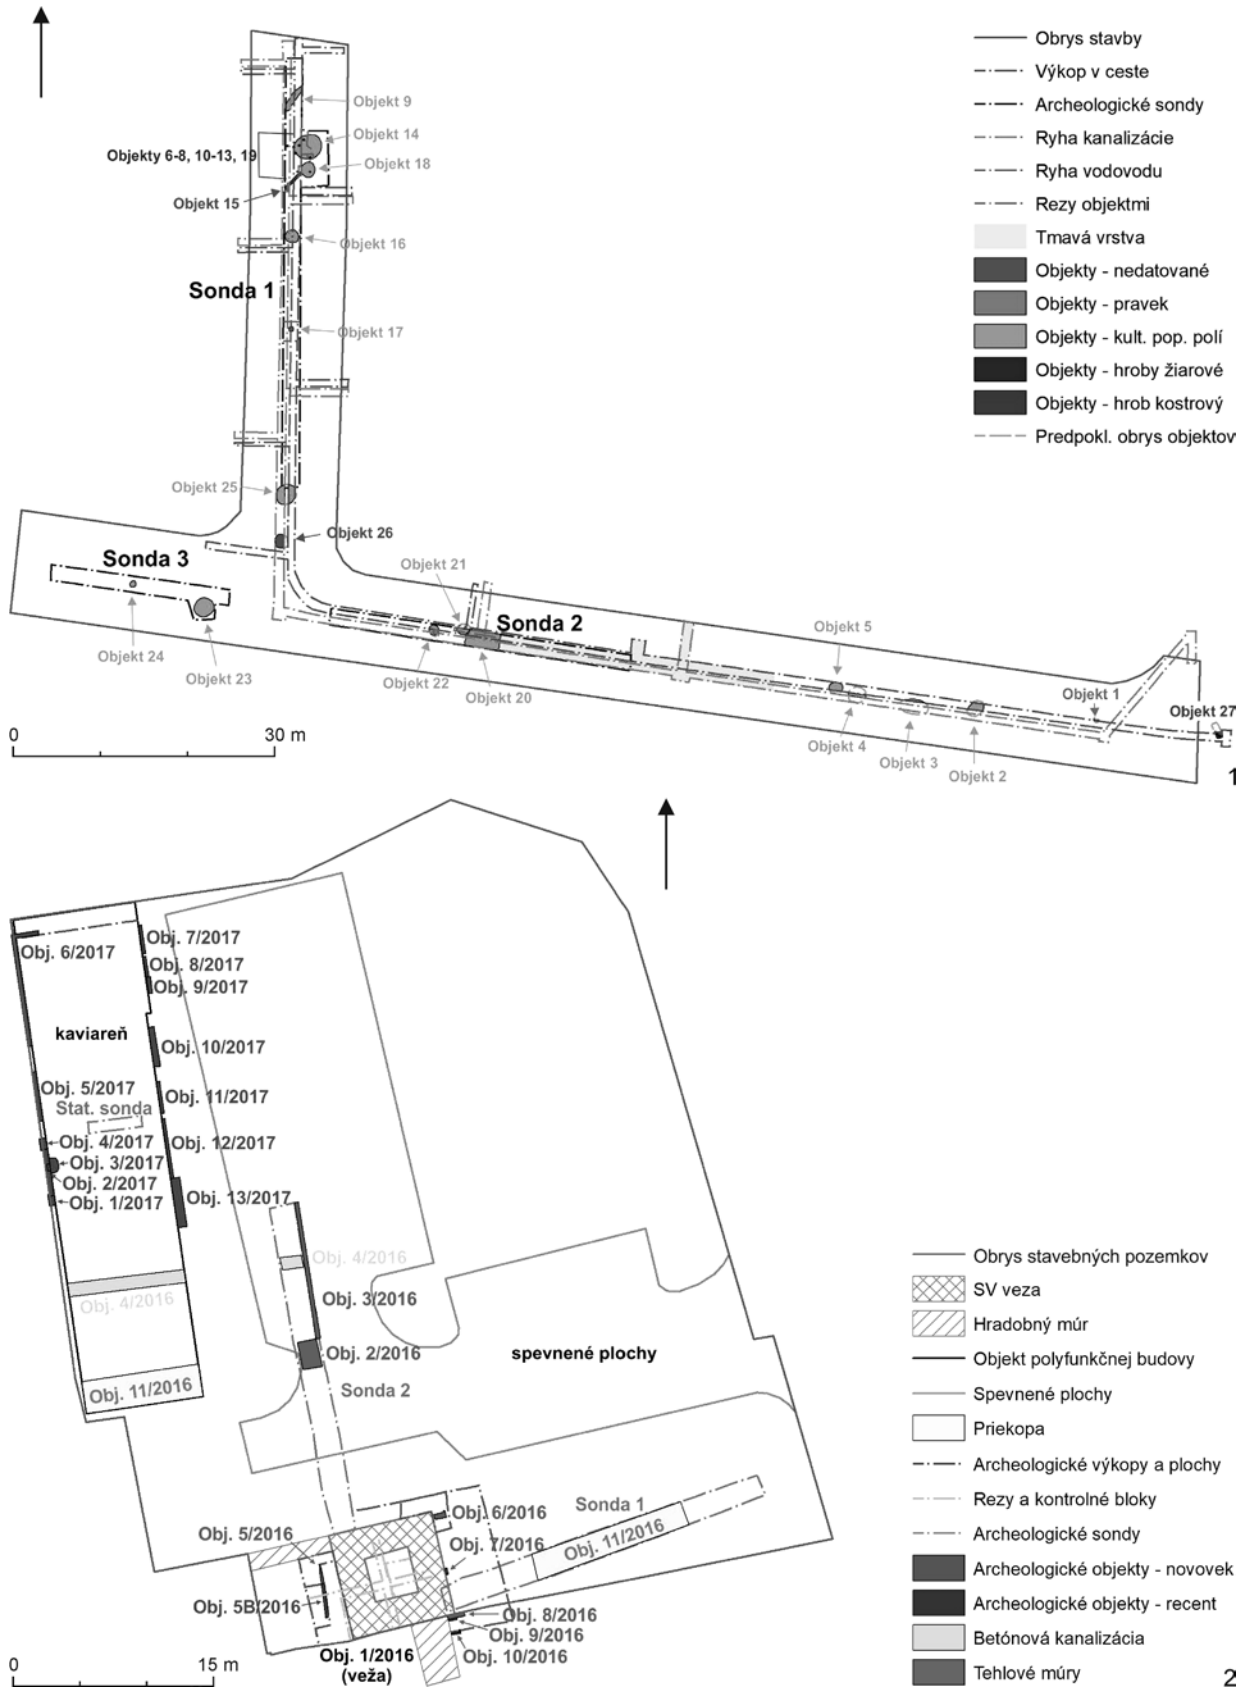 Obrys stavby
Výkop v ceste
Archeologické sondy
Ryha kanalizácie
Ryha vodovodu
Rezy objektmi
Tmavá vrstva
Objekty - nedatované
Objekty - pravek
Objekty - kult. pop. polí
Objekty - hroby žiarové
Objekty - hrob kostrový
Predpokl. obrys objektov
Objekt 9
Objekt 14
Objekty 6-8, 10-13, 19
Objekt 18
Objekt 15
Objekt 16
Sonda 1
Objekt 17
Objekt 25
Objekt 26
Sonda 3
Objekt 21
Sonda 2
Objekt 5
Objekt 24
Objekt 23
Objekt 22
Objekt 20
Objekt 1
Objekt 27
Objekt 4
Objekt 3
Objekt 2
0 30 m
1
Obj. 6/2017
Obj. 7/2017
Obj. 8/2017
Obj. 9/2017
kaviareň
Obj. 10/2017
Obj. 5/2017
Stat. sonda
Obj. 11/2017
Obj. 4/2017
Obj. 12/2017
Obj. 3/2017
Obj. 2/2017
Obj. 1/2017
Obj. 13/2017
Obj. 4/2016
Obj. 4/2016
Obj. 3/2016
Obj. 2/2016
spevnené plochy
Obj. 11/2016
Sonda 2
Obj. 5/2016
Obj. 6/2016
Sonda 1
Obj. 7/2016
Obj. 11/2016
Obj. 5B/2016
Obj. 8/2016
Obj. 9/2016
Obj. 10/2016
Obj. 1/2016
(veža)
0 15 m
Obrys stavebných pozemkov
SV veza
Hradobný múr
Objekt polyfunkčnej budovy
Spevnené plochy
Priekopa
Archeologické výkopy a plochy
Rezy a kontrolné bloky
Archeologické sondy
Archeologické objekty - novovek
Archeologické objekty - recent
Betónová kanalizácia
Tehlové múry
2